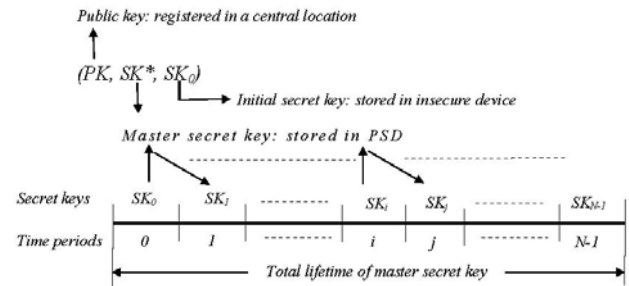 Public key: registered in a central location
(PK, SK*, SK0)
Initial secret key: stored in insecure device
Master secret key: stored in PSD
Secret keys SK0 SK1 SKi SKj SKN-1
Time periods 0 1 i j N-1
Total lifetime of master secret key